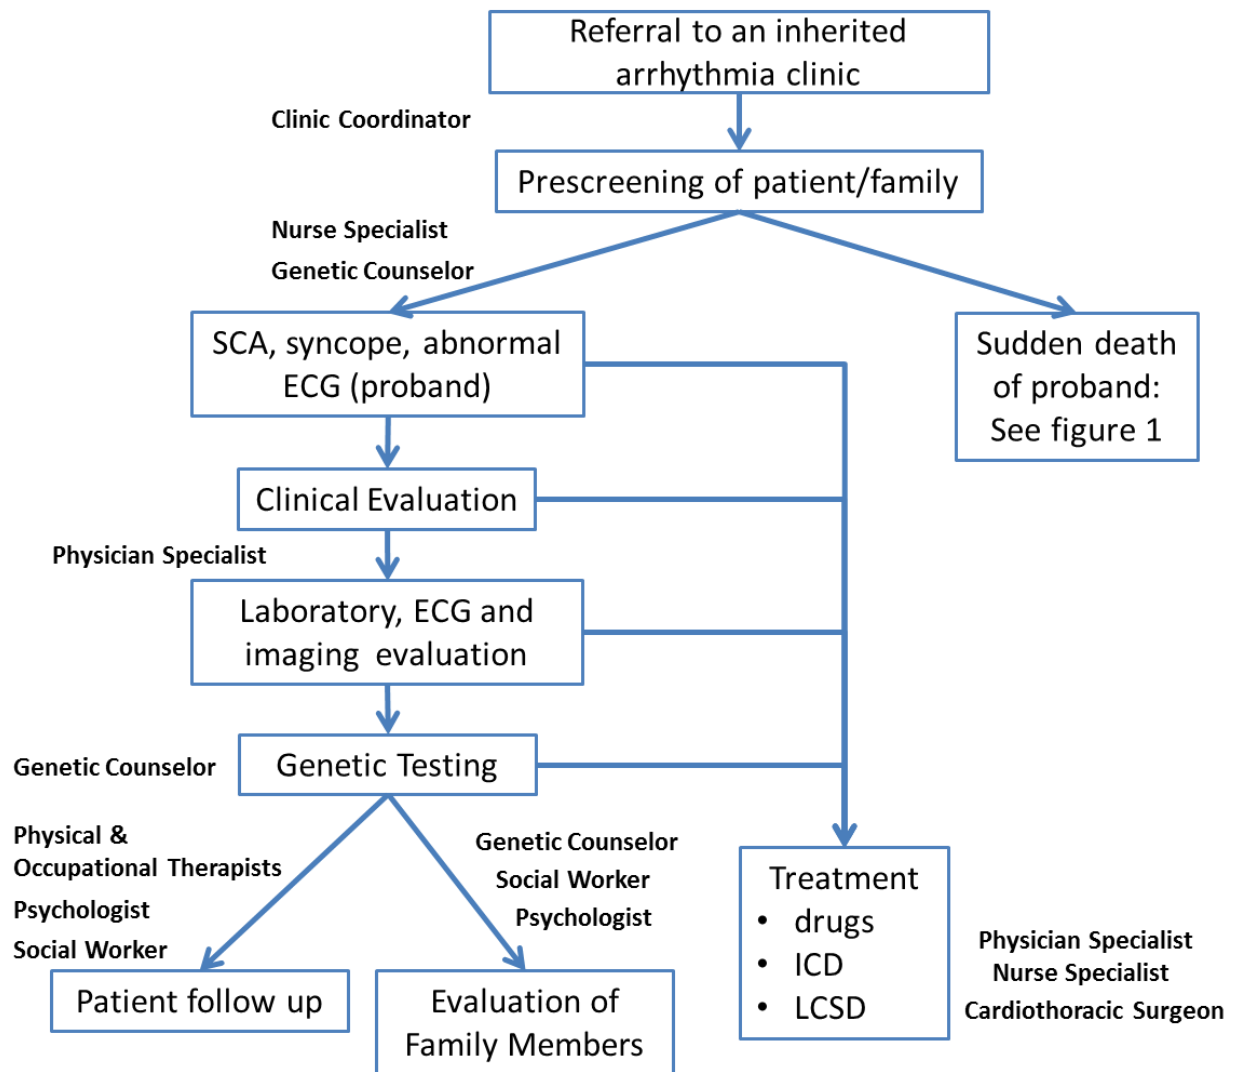 Referral to an inherited
arrhythmia clinic
Clinic Coordinator
Prescreening of patient/family
Nurse Specialist
Genetic Counselor
SCA, syncope, abnormal
ECG (proband)
Sudden death
of proband:
See figure 1
Clinical Evaluation
Physician Specialist
Laboratory, ECG and
imaging evaluation
Genetic Counselor
Genetic Testing
Physical &
Occupational Therapists
Psychologist
Social Worker
Genetic Counselor
Social Worker
Psychologist
Patient follow up
Evaluation of
Family Members
Treatment
• drugs
• ICD
• LCSD
Physician Specialist
Nurse Specialist
Cardiothoracic Surgeon